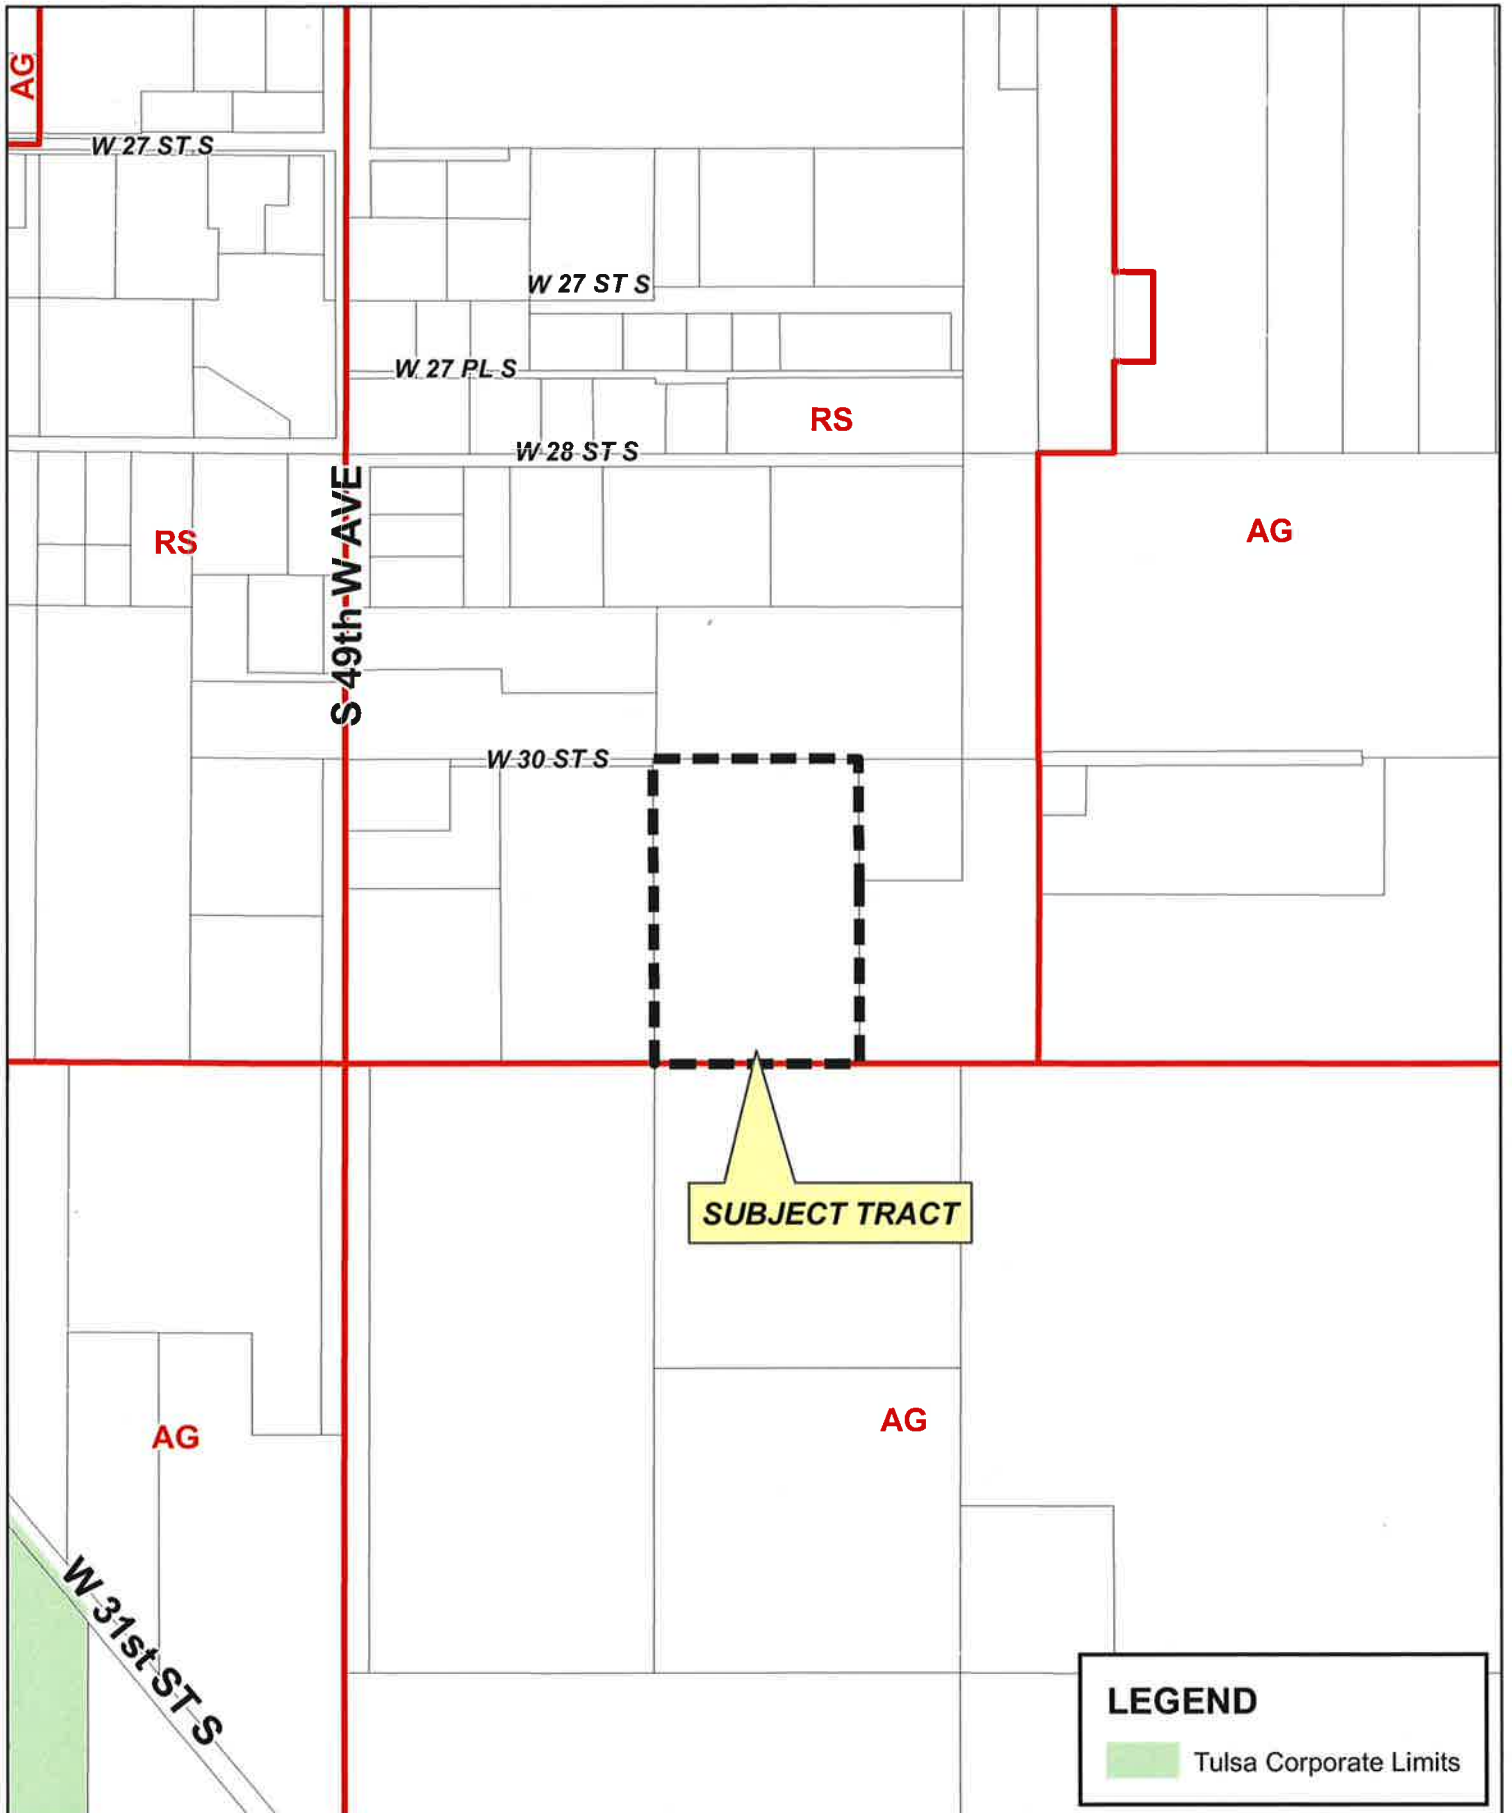 AG
W 27 ST S
W 27 ST S
W 27 PL S
RS
W 28 ST S
S 49th W AVE
RS
AG
W 30 ST S
SUBJECT TRACT
AG
AG
W 31st ST S
LEGEND
Tulsa Corporate Limits